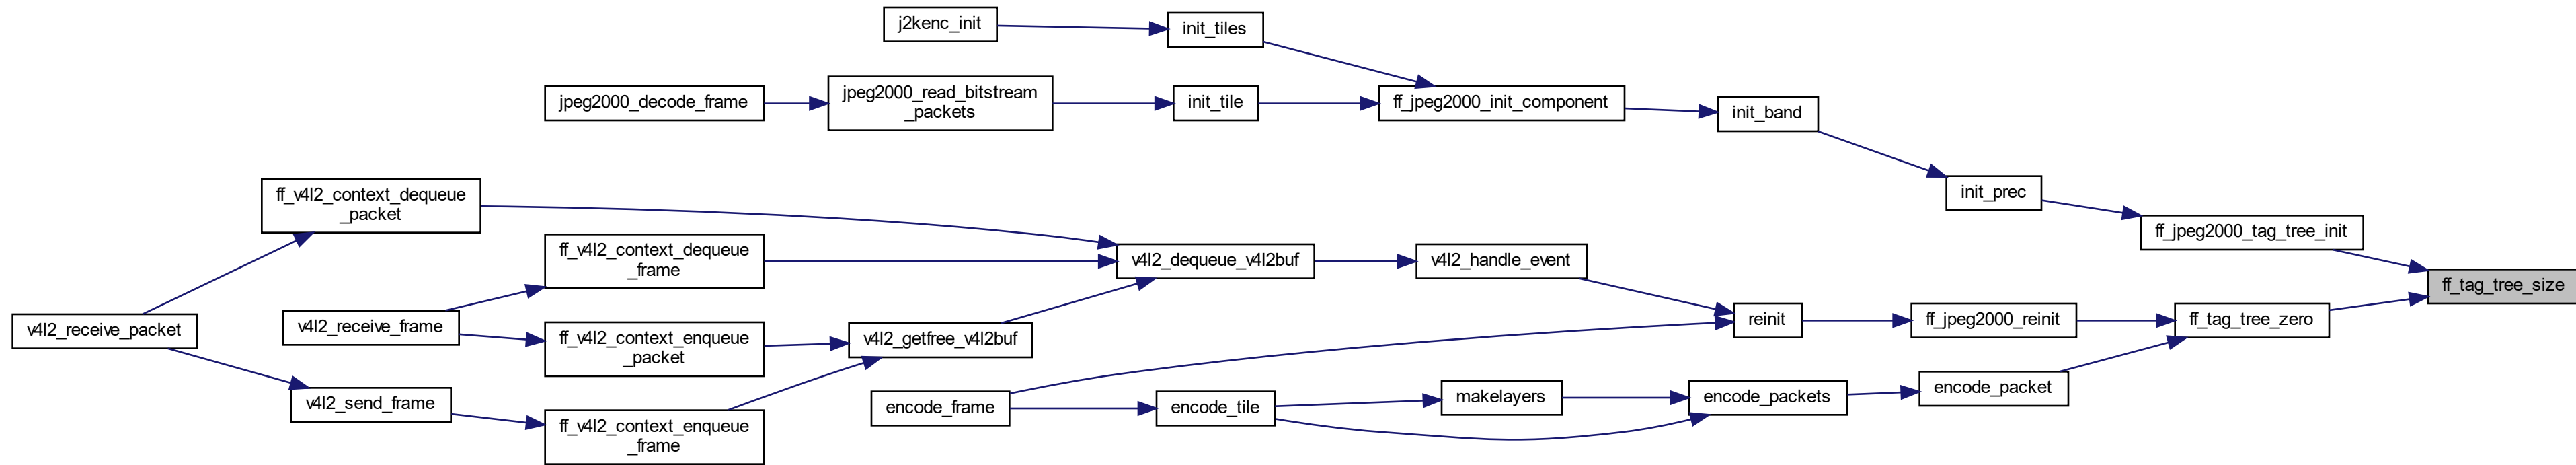 j2kenc_init
init_tiles
jpeg2000_decode_frame
jpeg2000_read_bitstream
_packets
init_tile
ff_jpeg2000_init_component
init_band
ff_v4l2_context_dequeue
_packet
init_prec
ff_jpeg2000_tag_tree_init
ff_v4l2_context_dequeue
_frame
v4l2_dequeue_v4l2buf
v4l2_handle_event
ff_tag_tree_size
v4l2_receive_packet
v4l2_receive_frame
ff_v4l2_context_enqueue
_packet
v4l2_getfree_v4l2buf
reinit
ff_jpeg2000_reinit
ff_tag_tree_zero
v4l2_send_frame
ff_v4l2_context_enqueue
_frame
encode_frame
encode_tile
makelayers
encode_packets
encode_packet